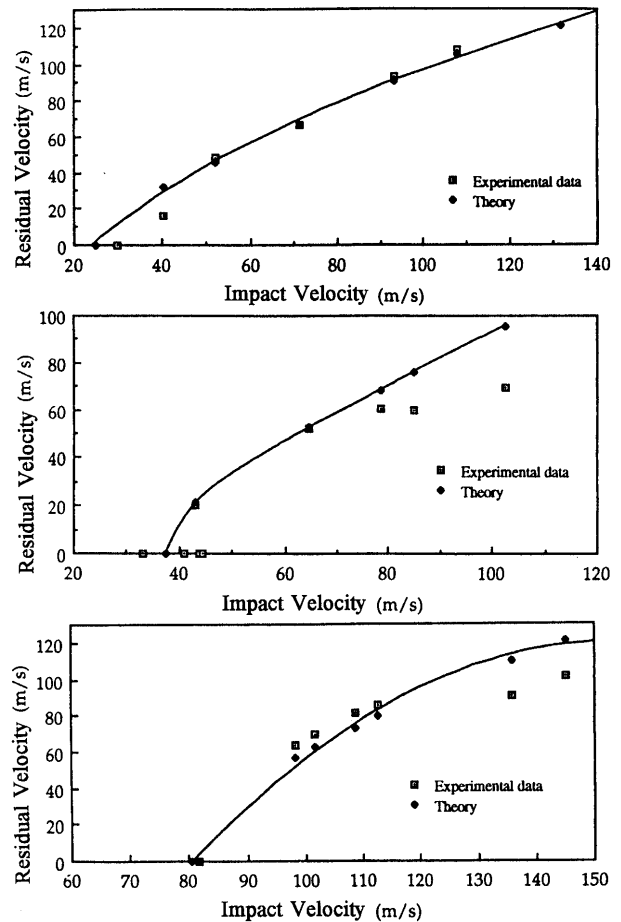 120
100
80
60
40
20
0
Residual Velocity (m/s)
Experimental data
Theory
20 40 60 80 100 120 140
Impact Velocity (m/s)
100
80
60
40
20
0
Residual Velocity (m/s)
Experimental data
Theory
20 40 60 80 100 120
Impact Velocity (m/s)
120
100
80
60
40
20
0
Residual Velocity (m/s)
Experimental data
Theory
60 70 80 90 100 110 120 130 140 150
Impact Velocity (m/s)